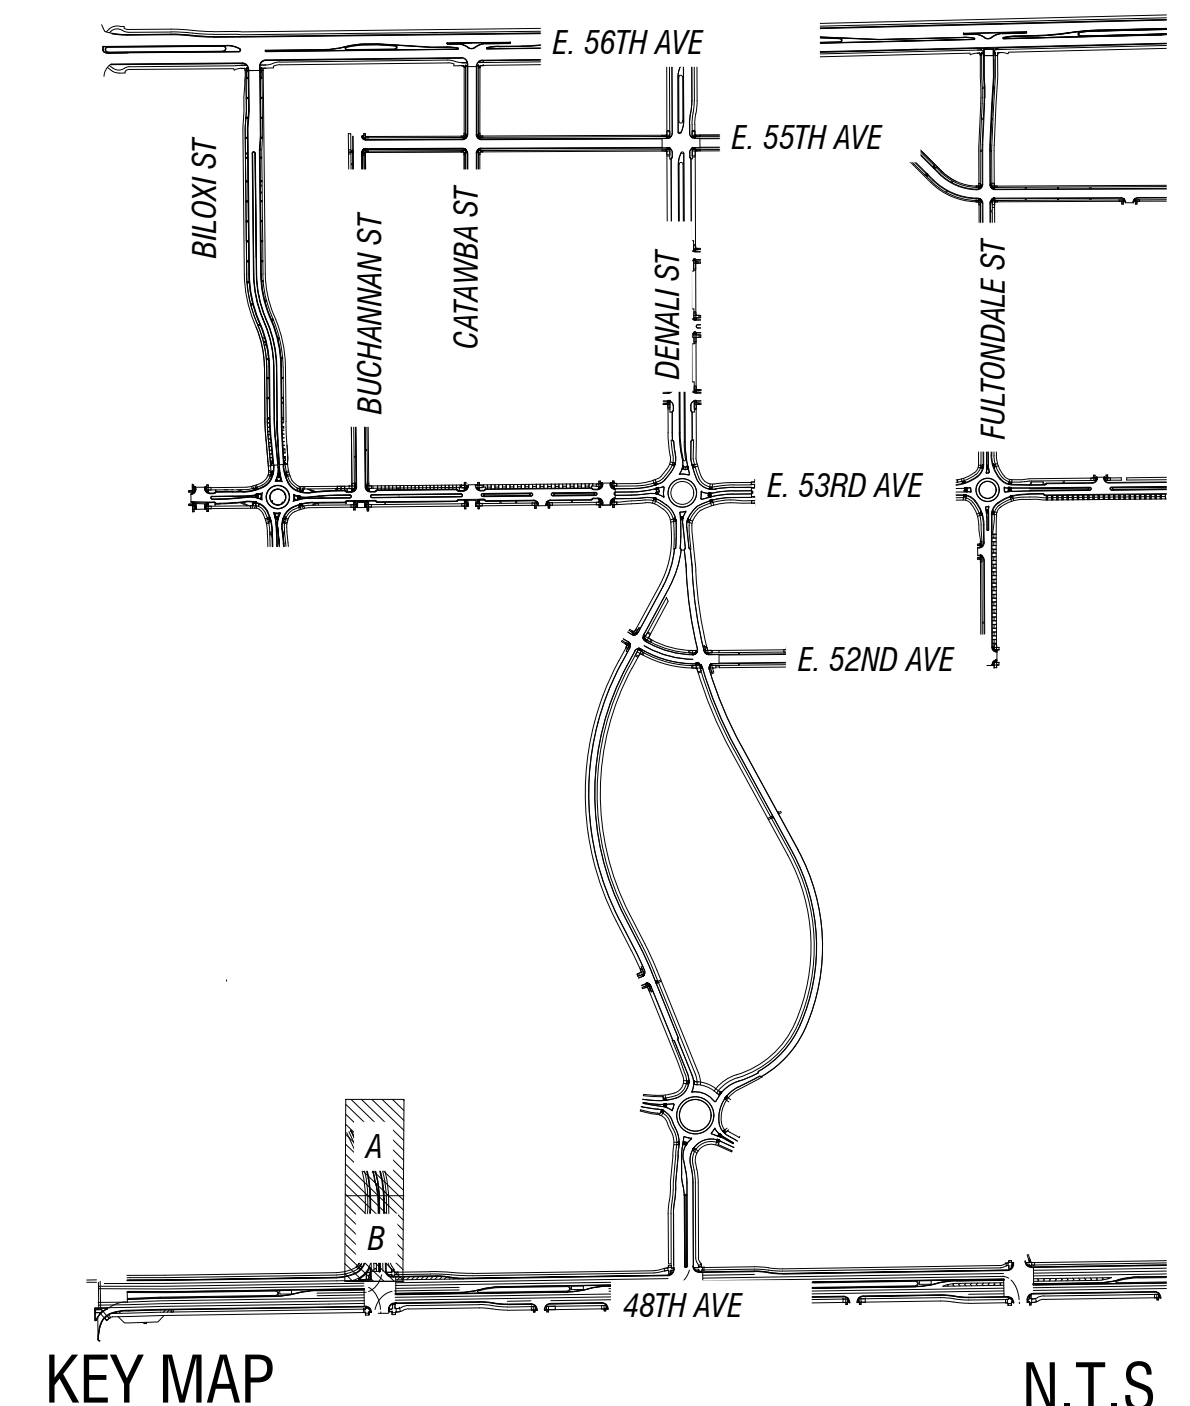 E. 56TH AVE
E. 55TH AVE
BILOXI ST
BUCHANNAN ST
CATAWBA ST
DENALI ST
FULTONDALE ST
E. 53RD AVE
E. 52ND AVE
A
B
48TH AVE
KEY MAP
N.T.S